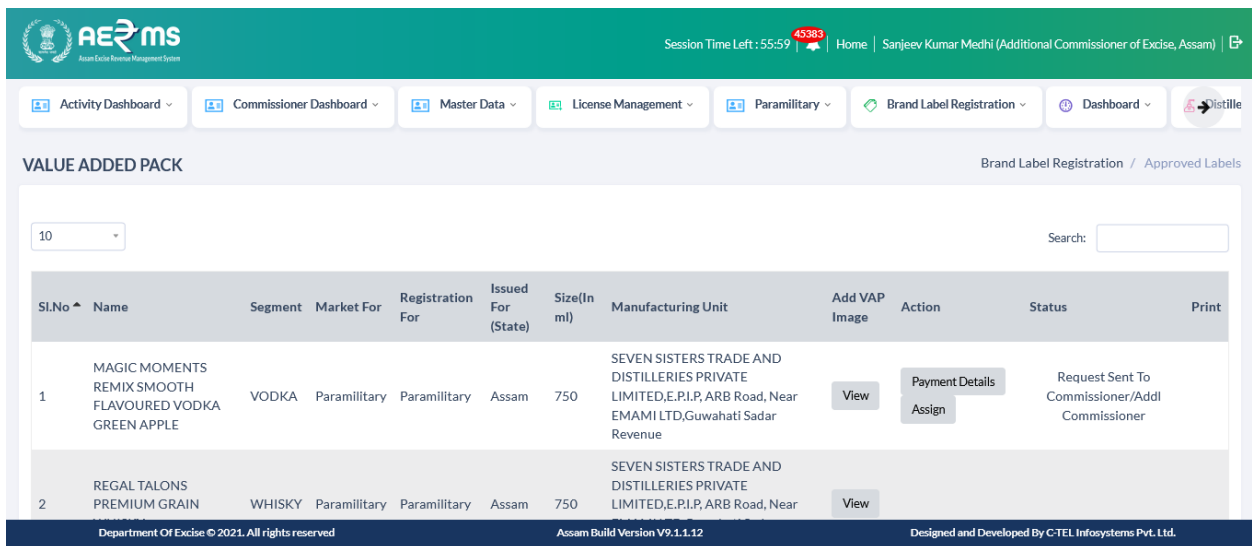 AERMS
Assam Excise Revenue Management System
Session Time Left : 55:59 | 45383 | Home | Sanjeev Kumar Medhi (Additional Commissioner of Excise, Assam) |
Activity Dashboard Commissioner Dashboard Master Data License Management Paramilitary Brand Label Registration Dashboard Distille
VALUE ADDED PACK
Brand Label Registration / Approved Labels
10
Search:
Sl.No Name Segment Market For Registration For Issued For (State) Size(In ml) Manufacturing Unit Add VAP Image Action Status Print
1 MAGIC MOMENTS REMIX SMOOTH FLAVOURED VODKA GREEN APPLE VODKA Paramilitary Paramilitary Assam 750 SEVEN SISTERS TRADE AND DISTILLERIES PRIVATE LIMITED,E.P.I.P, ARB Road, Near EMAMI LTD,Guwahati Sadar Revenue View Payment Details Assign Request Sent To Commissioner/Addl Commissioner
2 REGAL TALONS PREMIUM GRAIN WHISKY Paramilitary Paramilitary Assam 750 SEVEN SISTERS TRADE AND DISTILLERIES PRIVATE LIMITED,E.P.I.P, ARB Road, Near View
Department Of Excise © 2021. All rights reserved
Assam Build Version V9.1.1.12
Designed and Developed By C-TEL Infosystems Pvt. Ltd.